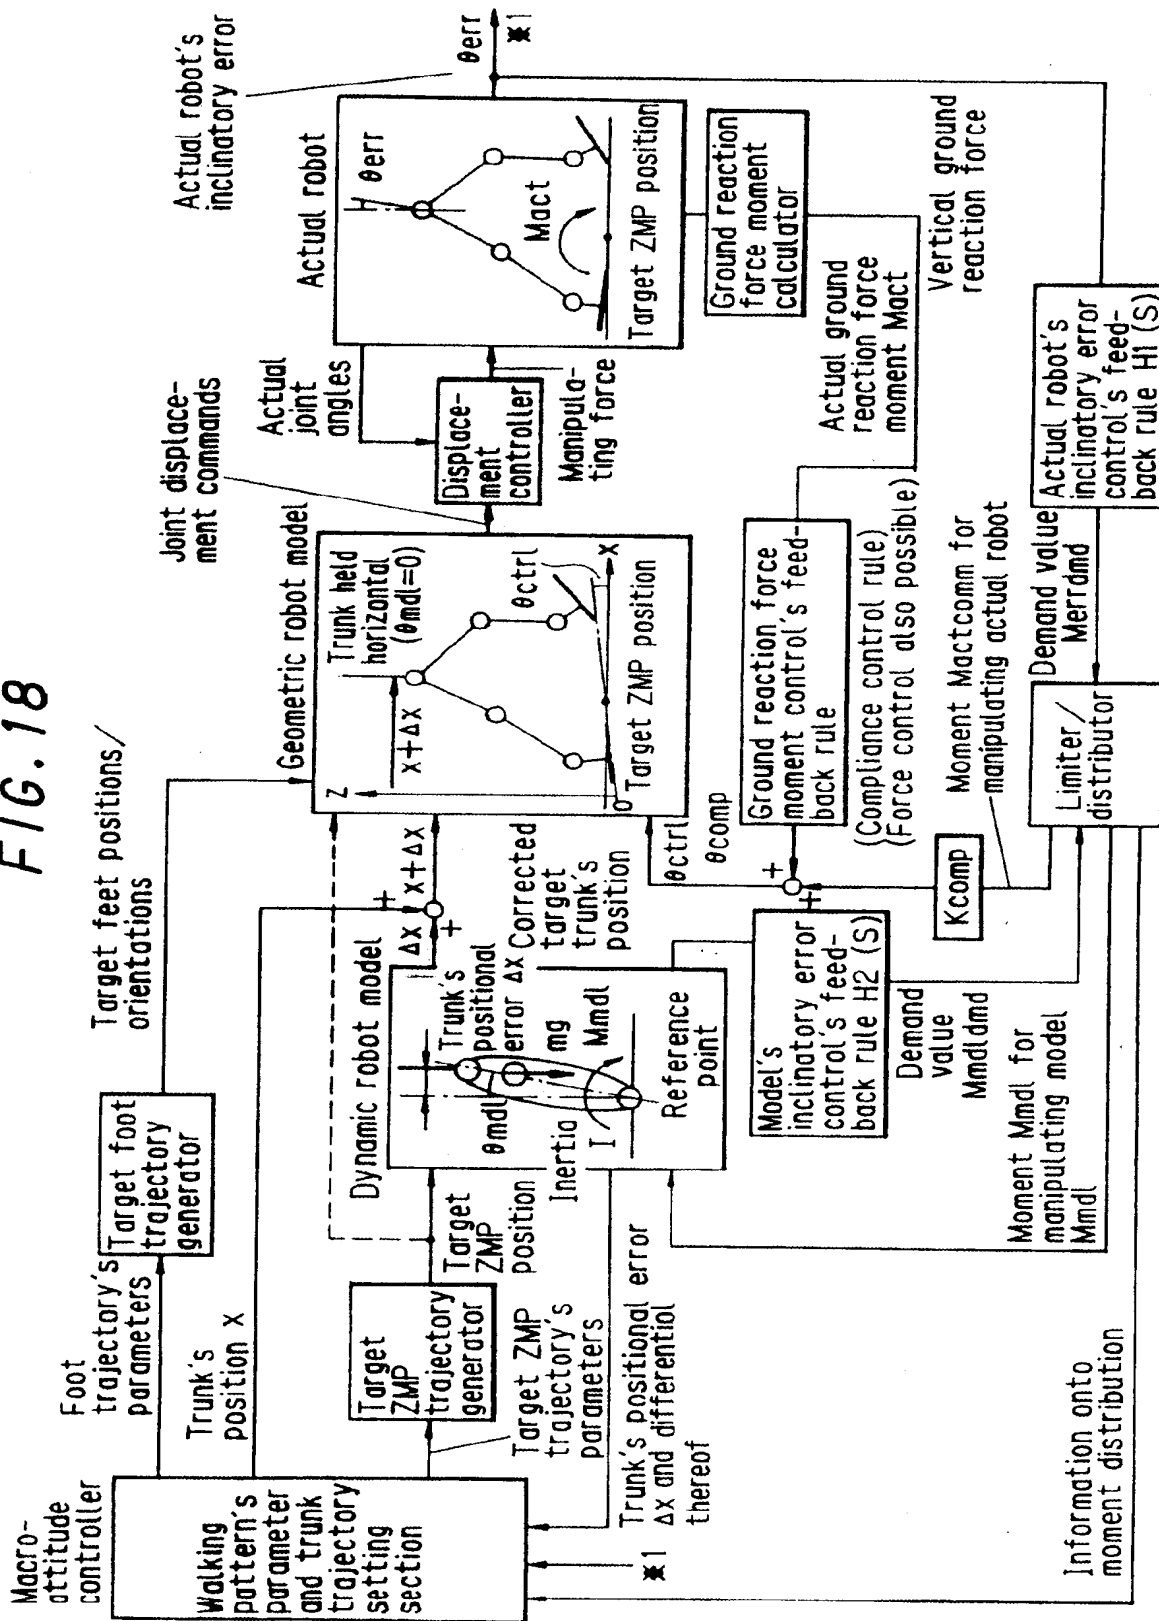 FIG. 18
Macro-
attitude
controller
Walking
pattern's
parameter
and trunk
trajectory
setting
section
Foot
trajectory's
parameters
Target foot
trajectory
generator
Target feet positions/
orientations
Trunk's
position X
Target
ZMP
trajectory
generator
Target ZMP
trajectory's
parameters
Target
ZMP
position
Trunk's positional error
Δx and differentiol
thereof
※1
Information onto
moment distribution
Dynamic robot model
Trunk's
positional
error Δx
θmdl
mg
Mmdl
Inertia
I
Reference
point
Δx
x+Δx
+
+
Corrected
target
trunk's
position
Geometric robot model
Z
Trunk held
horizontal
(θmdl=0)
x+Δx
θctrl
X
0
Target ZMP position
Joint displace-
ment commands
Displace-
ment
controller
Actual
joint
angles
Manipula-
ting force
Actual robot
θerr
Mact
Target ZMP position
Actual robot's
inclinatory error
θerr
※1
Ground reaction
force moment
calculator
Actual ground
reaction force
moment Mact
Vertical ground
reaction force
Ground reaction force
moment control's feed-
back rule
(Compliance control rule)
(Force control also possible)
θctrl
θcomp
+
+
Model's
inclinatory error
control's feed-
back rule H2 (S)
Demand
value
Mmdldmd
Moment Mmdl for
manipulating model
Mmdl
Kcomp
Moment Mactcomm for
manipulating actual robot
Limiter/
distributor
Demand value
Merrdmd
Actual robot's
inclinatory error
control's feed-
back rule H1 (S)